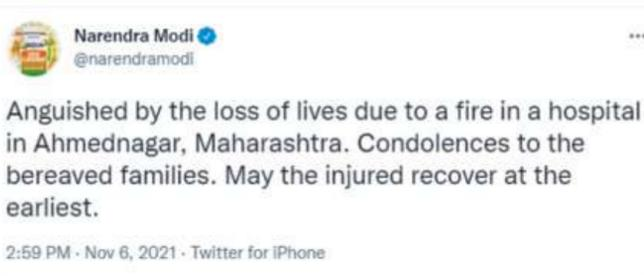 Narendra Modi
@narendramodi
Anguished by the loss of lives due to a fire in a hospital
in Ahmednagar, Maharashtra. Condolences to the
bereaved families. May the injured recover at the
earliest.
2:59 PM · Nov 6, 2021 · Twitter for iPhone